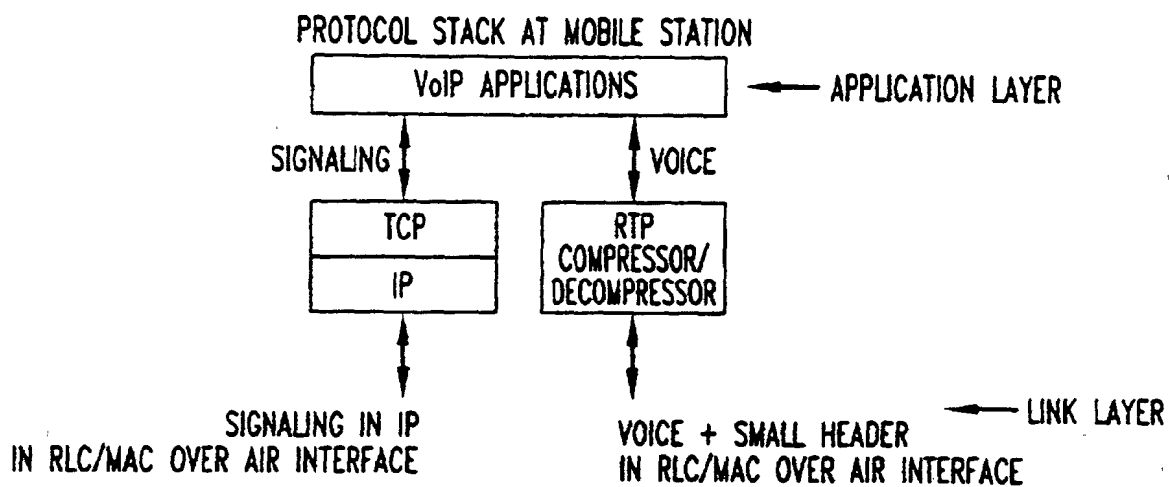 PROTOCOL STACK AT MOBILE STATION
VoIP APPLICATIONS
APPLICATION LAYER
SIGNALING
VOICE
TCP
IP
RTP
COMPRESSOR/
DECOMPRESSOR
SIGNALING IN IP
IN RLC/MAC OVER AIR INTERFACE
VOICE + SMALL HEADER
IN RLC/MAC OVER AIR INTERFACE
LINK LAYER